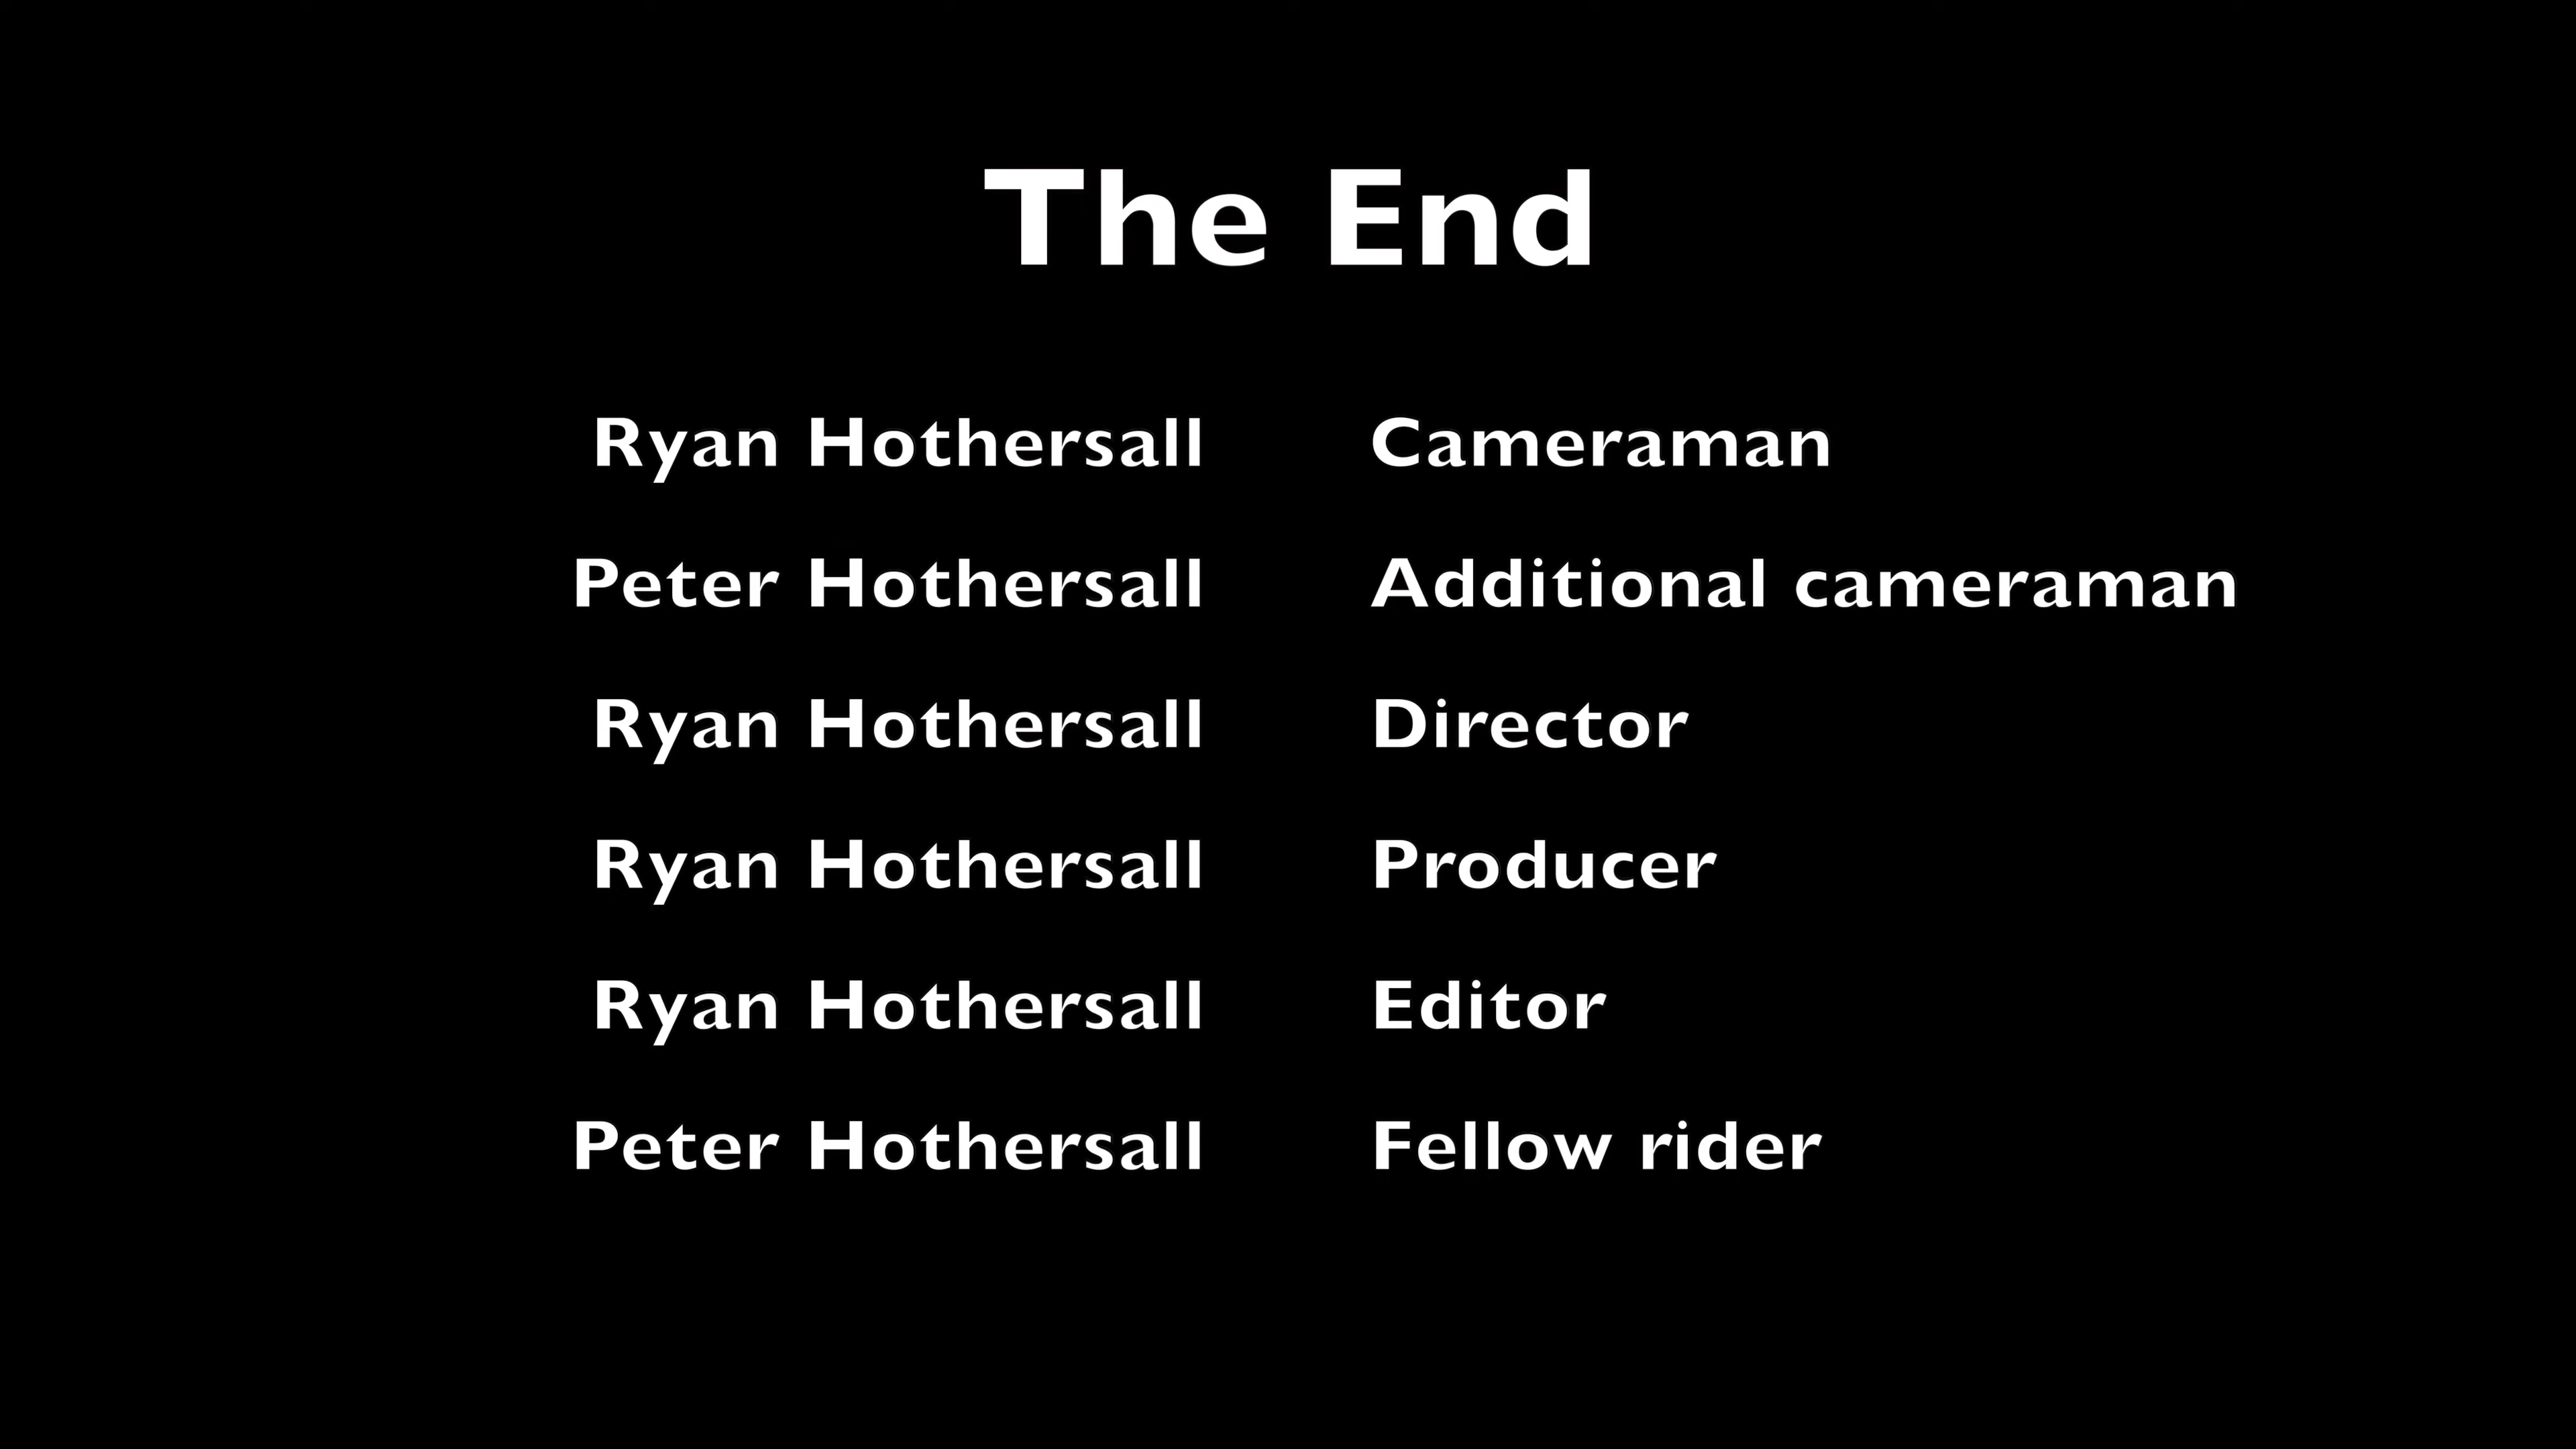 The End
Ryan Hothersall Cameraman
Peter Hothersall Additional cameraman
Ryan Hothersall Director
Ryan Hothersall Producer
Ryan Hothersall Editor
Peter Hothersall Fellow rider